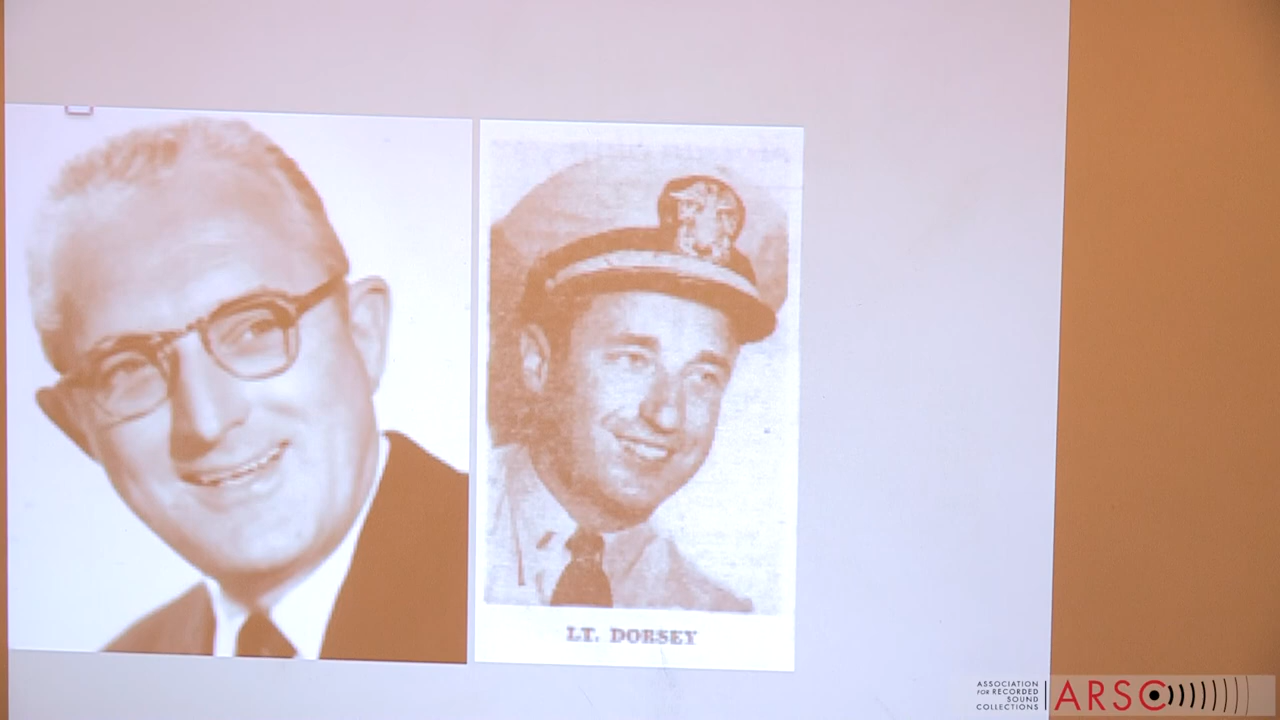 LT. DORSEY
ASSOCIATION
FOR RECORDED
SOUND
COLLECTIONS
ARSC